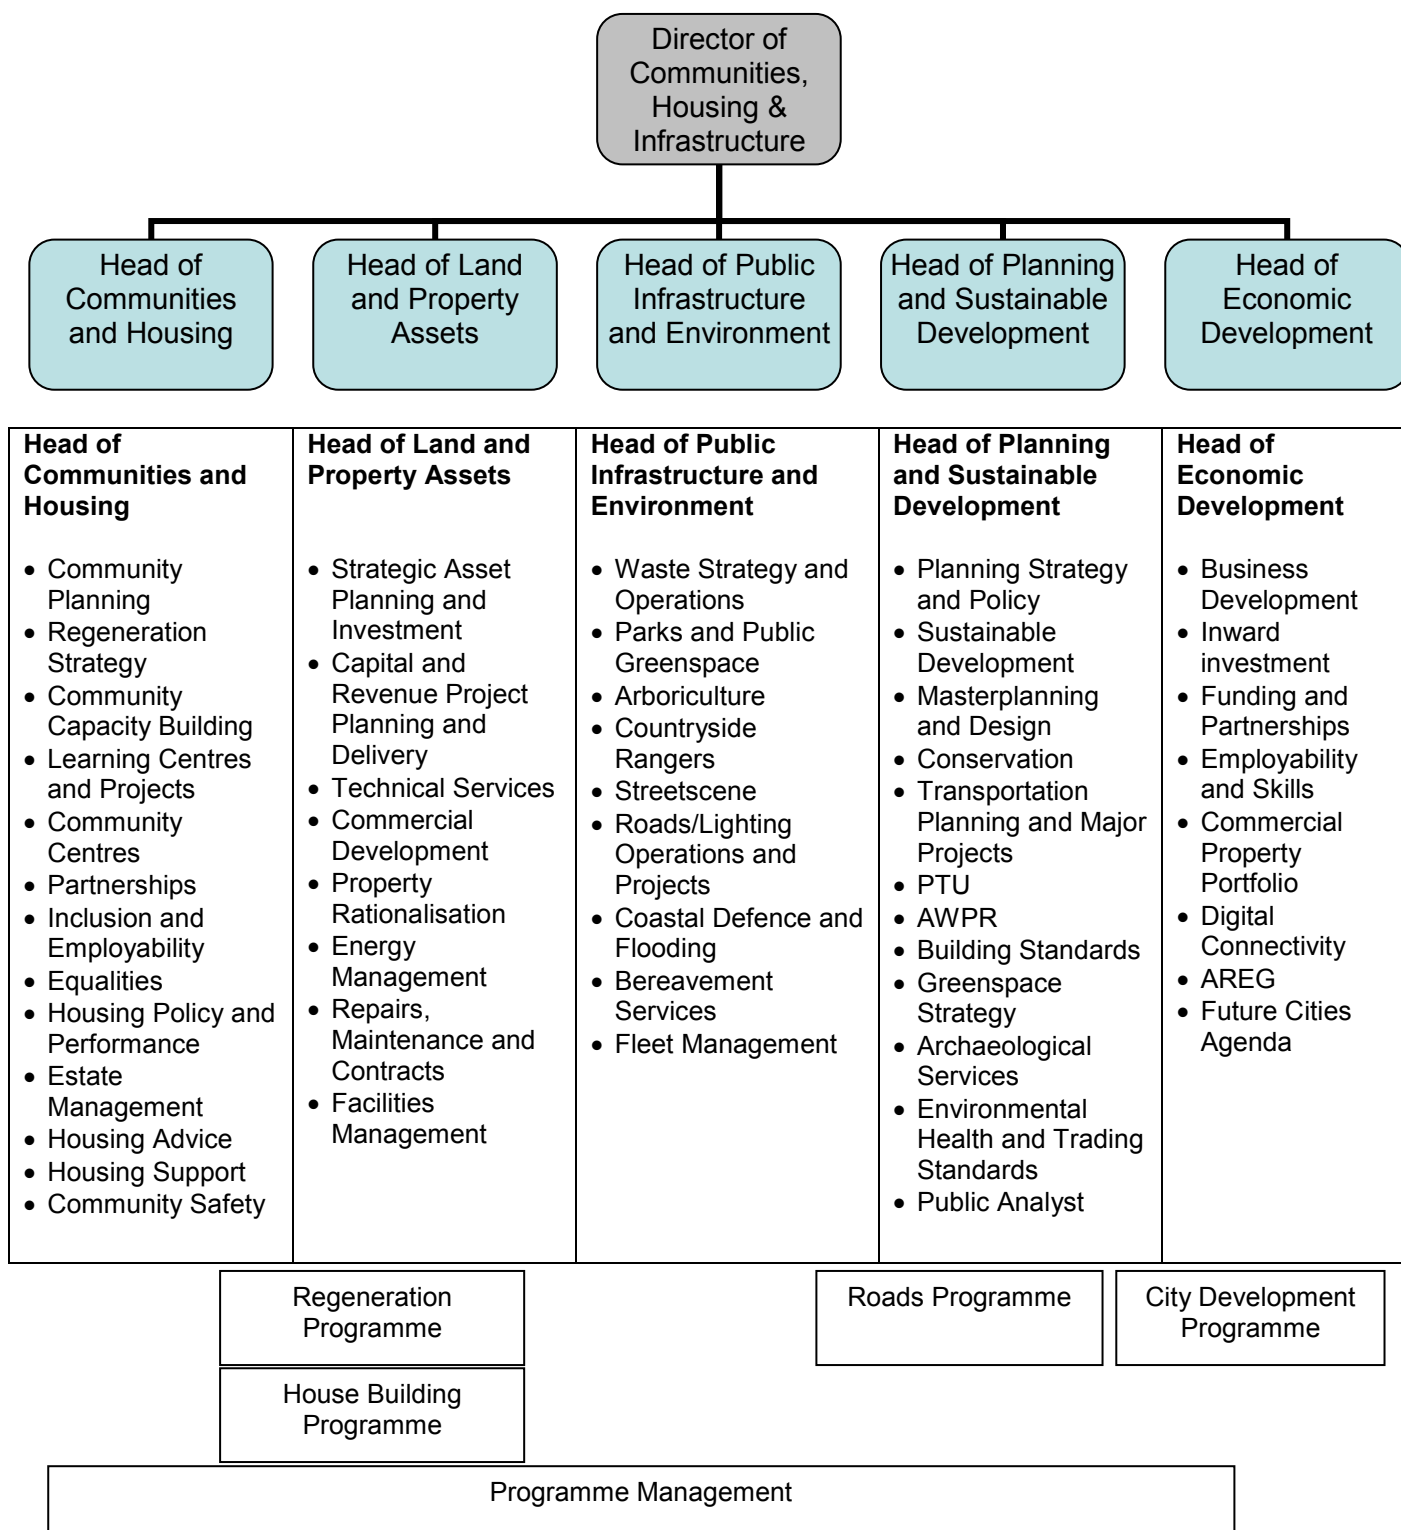 Director of
Communities,
Housing &
Infrastructure
Head of
Communities
and Housing
Head of Land
and Property
Assets
Head of Public
Infrastructure
and Environment
Head of Planning
and Sustainable
Development
Head of
Economic
Development
Head of
Communities and
Housing
• Community
Planning
• Regeneration
Strategy
• Community
Capacity Building
• Learning Centres
and Projects
• Community
Centres
• Partnerships
• Inclusion and
Employability
• Equalities
• Housing Policy and
Performance
• Estate
Management
• Housing Advice
• Housing Support
• Community Safety
Head of Land and
Property Assets
• Strategic Asset
Planning and
Investment
• Capital and
Revenue Project
Planning and
Delivery
• Technical Services
• Commercial
Development
• Property
Rationalisation
• Energy
Management
• Repairs,
Maintenance and
Contracts
• Facilities
Management
Head of Public
Infrastructure and
Environment
• Waste Strategy and
Operations
• Parks and Public
Greenspace
• Arboriculture
• Countryside
Rangers
• Streetscene
• Roads/Lighting
Operations and
Projects
• Coastal Defence and
Flooding
• Bereavement
Services
• Fleet Management
Head of Planning
and Sustainable
Development
• Planning Strategy
and Policy
• Sustainable
Development
• Masterplanning
and Design
• Conservation
• Transportation
Planning and Major
Projects
• PTU
• AWPR
• Building Standards
• Greenspace
Strategy
• Archaeological
Services
• Environmental
Health and Trading
Standards
• Public Analyst
Head of
Economic
Development
• Business
Development
• Inward
investment
• Funding and
Partnerships
• Employability
and Skills
• Commercial
Property
Portfolio
• Digital
Connectivity
• AREG
• Future Cities
Agenda
Regeneration
Programme
Roads Programme
City Development
Programme
House Building
Programme
Programme Management